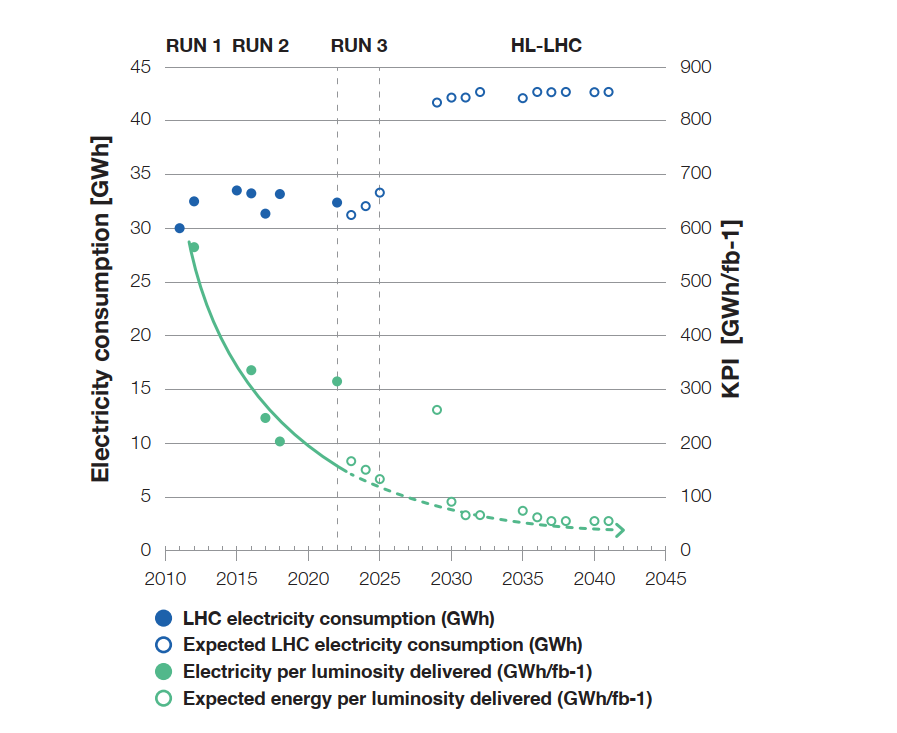 RUN 1 RUN 2 RUN 3 HL-LHC
45 900
40 800
35 700
30 600
25 500
20 400
15 300
10 200
5 100
0 0
Electricity consumption [GWh]
KPI [GWh/fb-1]
2010 2015 2020 2025 2030 2035 2040 2045
LHC electricity consumption (GWh)
Expected LHC electricity consumption (GWh)
Electricity per luminosity delivered (GWh/fb-1)
Expected energy per luminosity delivered (GWh/fb-1)